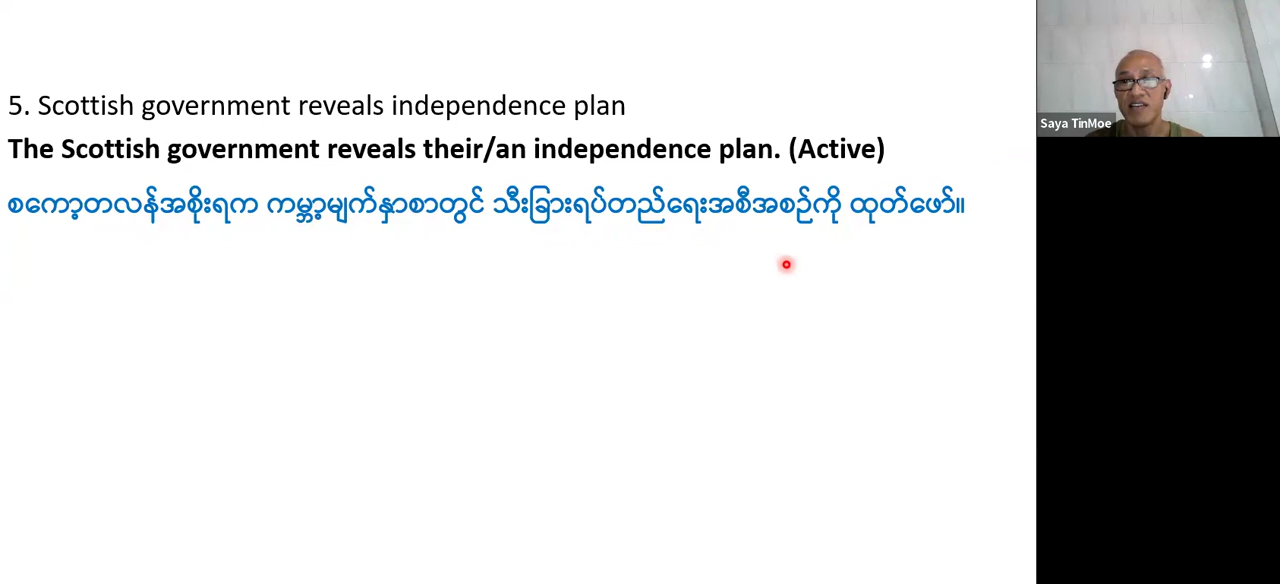 5. Scottish government reveals independence plan
The Scottish government reveals their/an independence plan. (Active)
စကော့တလန်အစိုးရက ကမ္ဘာ့မျက်နှာစာတွင် သီးခြားရပ်တည်ရေးအစီအစဉ်ကို ထုတ်ဖော်။
Saya TinMoe